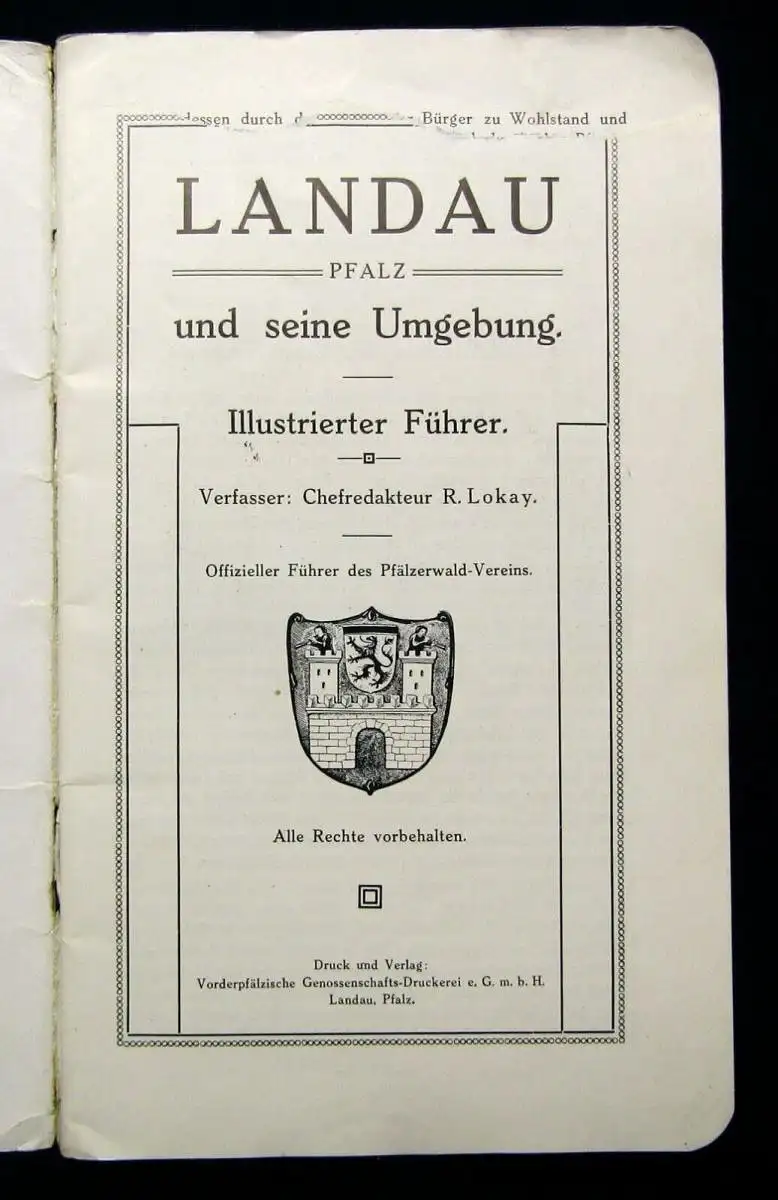 dessen durch Bürger zu Wohlstand und
LANDAU
PFALZ
und seine Umgebung.
Illustrierter Führer.
Verfasser: Chefredakteur R. Lokay.
Offizieller Führer des Pfälzerwald-Vereins.
Alle Rechte vorbehalten.
Druck und Verlag:
Vorderpfälzische Genossenschafts-Druckerei e. G. m. b. H.
Landau, Pfalz.